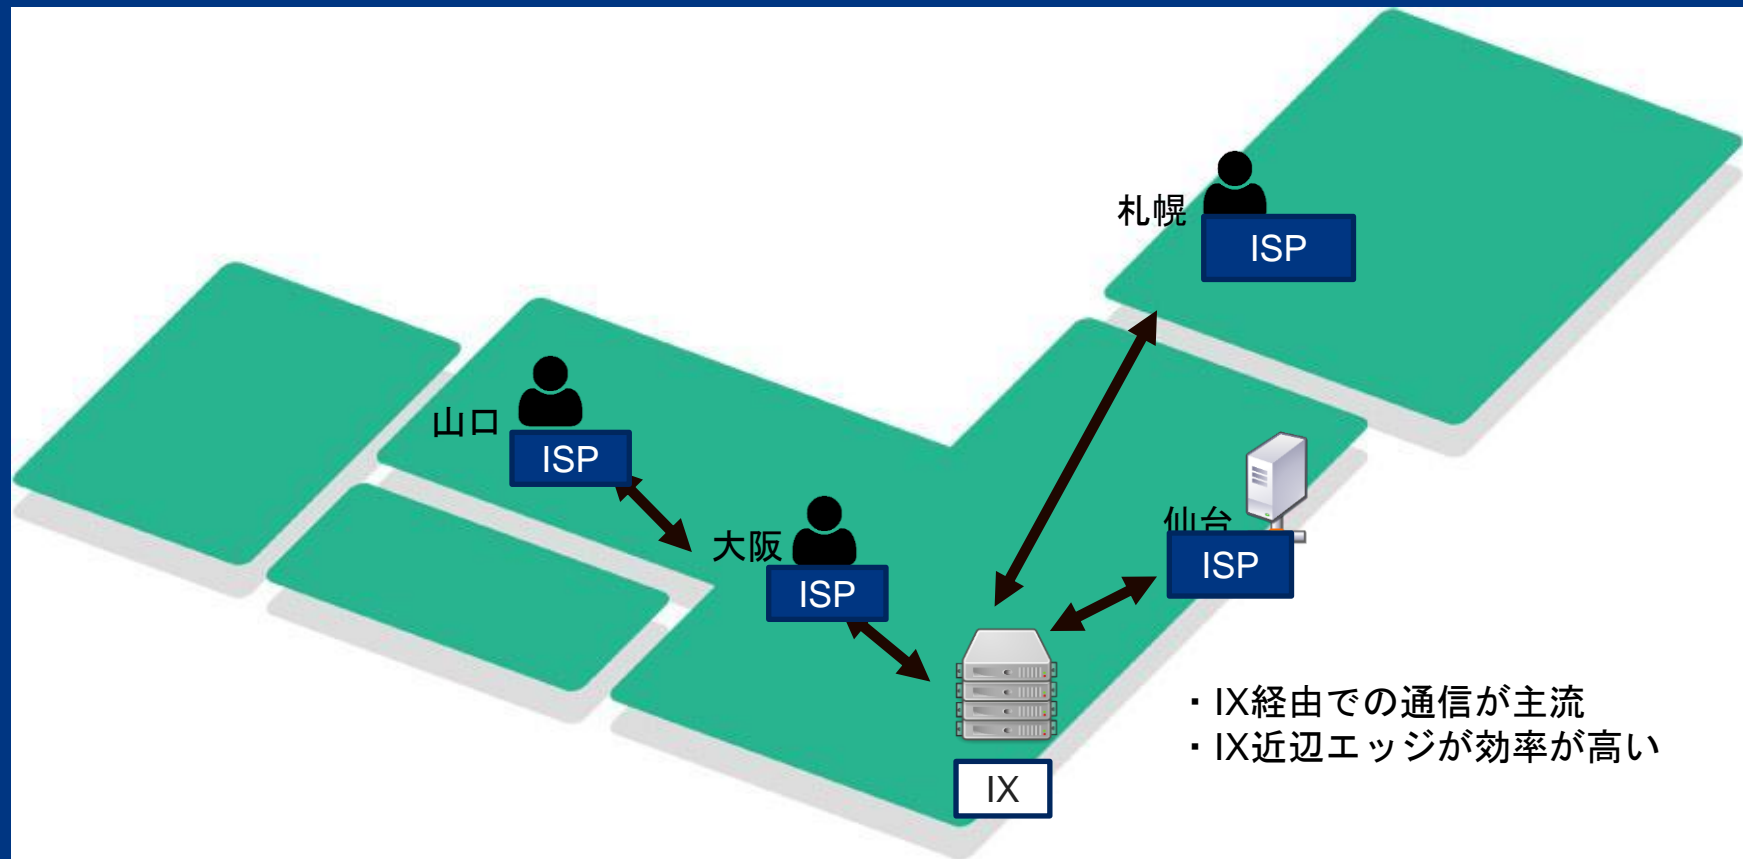 札幌
ISP
山口
ISP
大阪
ISP
仙台
ISP
IX
・IX経由での通信が主流
・IX近辺エッジが効率が高い